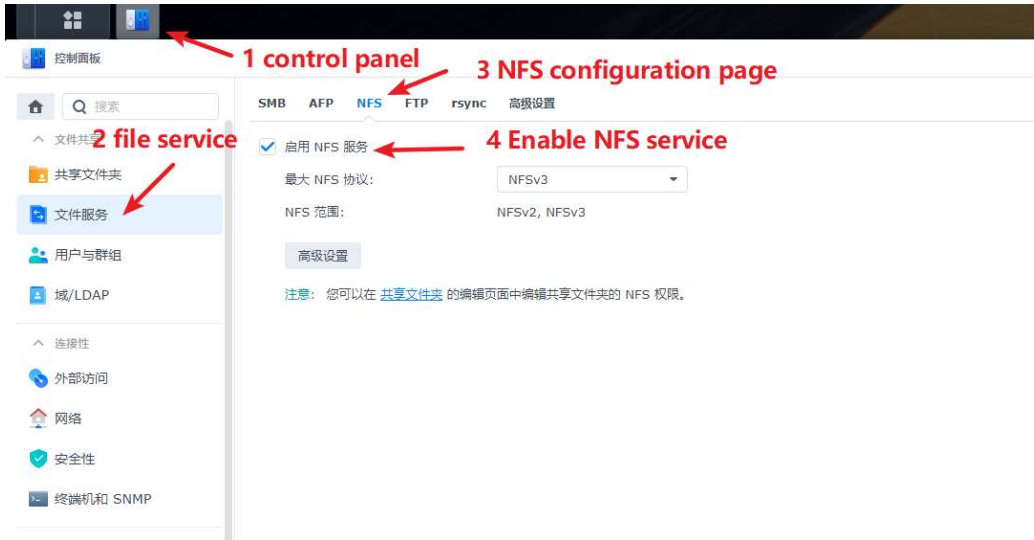 控制面板
1 control panel
3 NFS configuration page
搜索
SMB AFP NFS FTP rsync 高级设置
文件共享
2 file service
启用 NFS 服务
4 Enable NFS service
共享文件夹
最大 NFS 协议:
NFSv3
文件服务
NFS 范围:
NFSv2, NFSv3
用户与群组
高级设置
域/LDAP
注意: 您可以在 共享文件夹 的编辑页面中编辑共享文件夹的 NFS 权限。
连接性
外部访问
网络
安全性
终端机和 SNMP